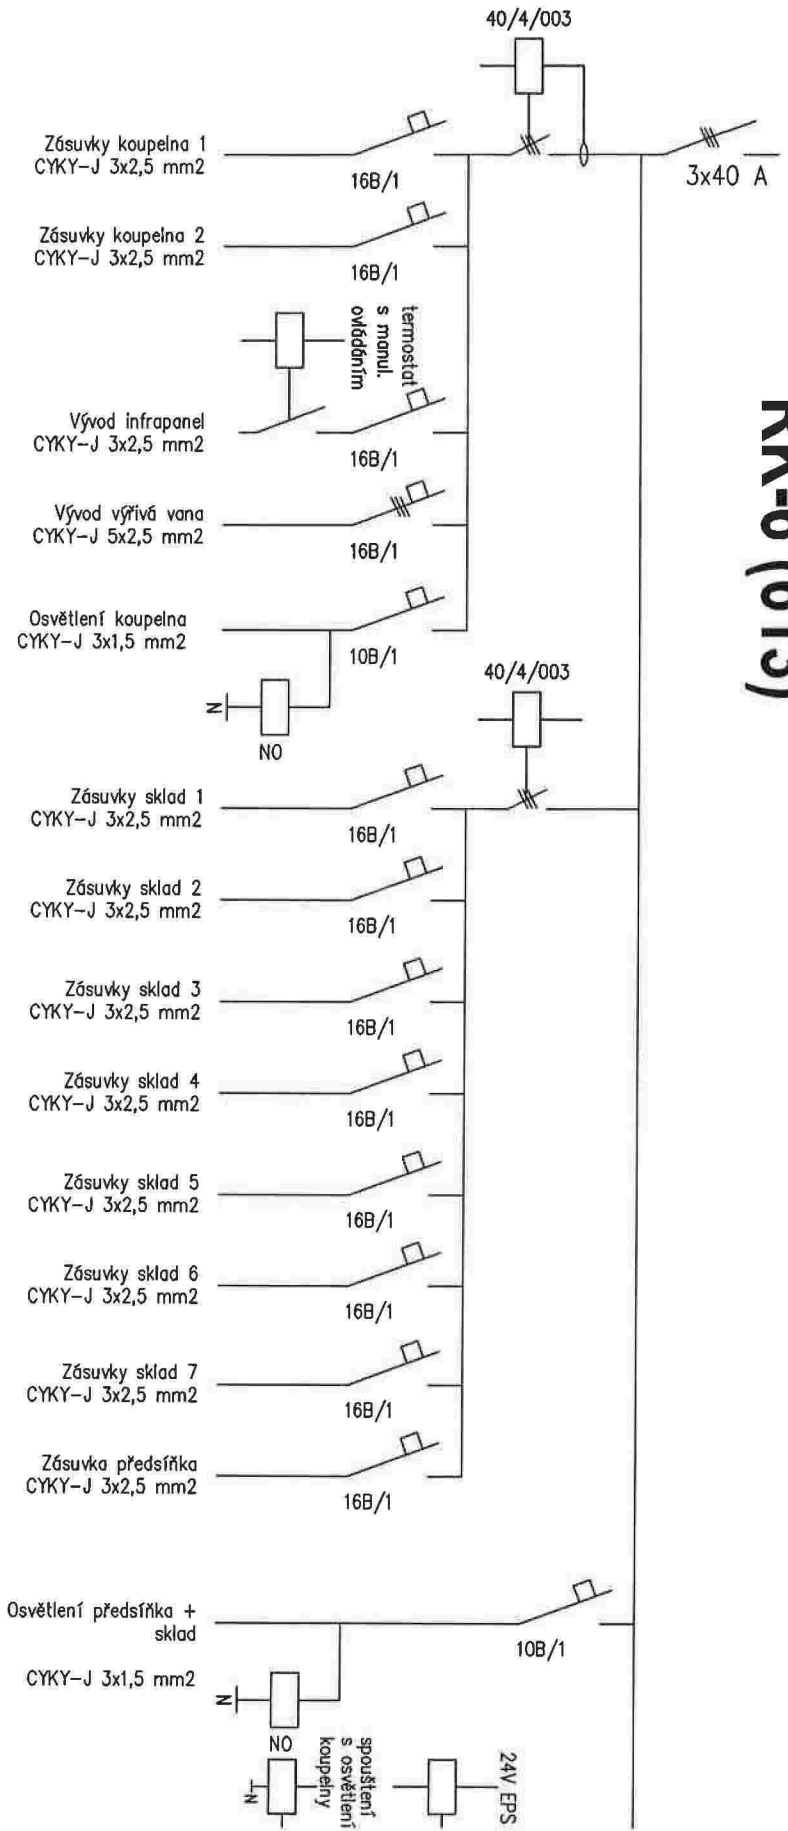 40/4/003
Zásuvky koupelna 1
CYKY-J 3x2,5 mm2
16B/1
3x40 A
Zásuvky koupelna 2
CYKY-J 3x2,5 mm2
16B/1
termostat
s manul.
ovládáním
Vývod infrapanel
CYKY-J 3x2,5 mm2
16B/1
Vývod výřivá vana
CYKY-J 5x2,5 mm2
16B/1
Osvětlení koupelna
CYKY-J 3x1,5 mm2
10B/1
N
NO
40/4/003
Zásuvky sklad 1
CYKY-J 3x2,5 mm2
16B/1
Zásuvky sklad 2
CYKY-J 3x2,5 mm2
16B/1
Zásuvky sklad 3
CYKY-J 3x2,5 mm2
16B/1
Zásuvky sklad 4
CYKY-J 3x2,5 mm2
16B/1
Zásuvky sklad 5
CYKY-J 3x2,5 mm2
16B/1
Zásuvky sklad 6
CYKY-J 3x2,5 mm2
16B/1
Zásuvky sklad 7
CYKY-J 3x2,5 mm2
16B/1
Zásuvka předsíňka
CYKY-J 3x2,5 mm2
16B/1
Osvětlení předsíňka +
sklad
CYKY-J 3x1,5 mm2
10B/1
N
NO
spouštění
s osvětlení
koupelny
N
24V EPS